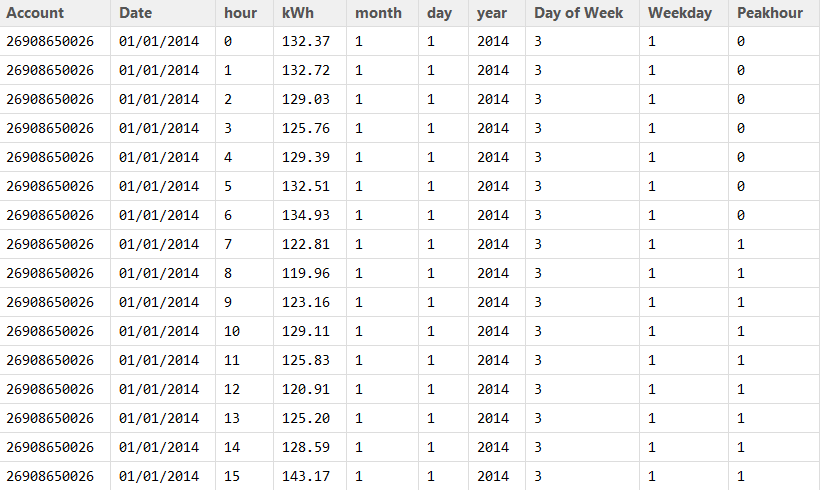 Account Date hour kWh month day year Day of Week Weekday Peakhour
26908650026 01/01/2014 0 132.37 1 1 2014 3 1 0
26908650026 01/01/2014 1 132.72 1 1 2014 3 1 0
26908650026 01/01/2014 2 129.03 1 1 2014 3 1 0
26908650026 01/01/2014 3 125.76 1 1 2014 3 1 0
26908650026 01/01/2014 4 129.39 1 1 2014 3 1 0
26908650026 01/01/2014 5 132.51 1 1 2014 3 1 0
26908650026 01/01/2014 6 134.93 1 1 2014 3 1 0
26908650026 01/01/2014 7 122.81 1 1 2014 3 1 1
26908650026 01/01/2014 8 119.96 1 1 2014 3 1 1
26908650026 01/01/2014 9 123.16 1 1 2014 3 1 1
26908650026 01/01/2014 10 129.11 1 1 2014 3 1 1
26908650026 01/01/2014 11 125.83 1 1 2014 3 1 1
26908650026 01/01/2014 12 120.91 1 1 2014 3 1 1
26908650026 01/01/2014 13 125.20 1 1 2014 3 1 1
26908650026 01/01/2014 14 128.59 1 1 2014 3 1 1
26908650026 01/01/2014 15 143.17 1 1 2014 3 1 1